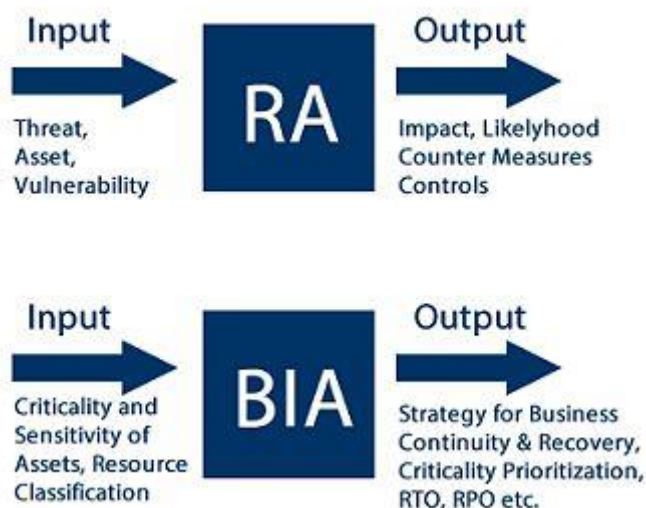 Input
Output
RA
Threat,
Asset,
Vulnerability
Impact, Likelyhood
Counter Measures
Controls
Input
Output
BIA
Criticality and
Sensitivity of
Assets, Resource
Classification
Strategy for Business
Continuity & Recovery,
Criticality Prioritization,
RTO, RPO etc.